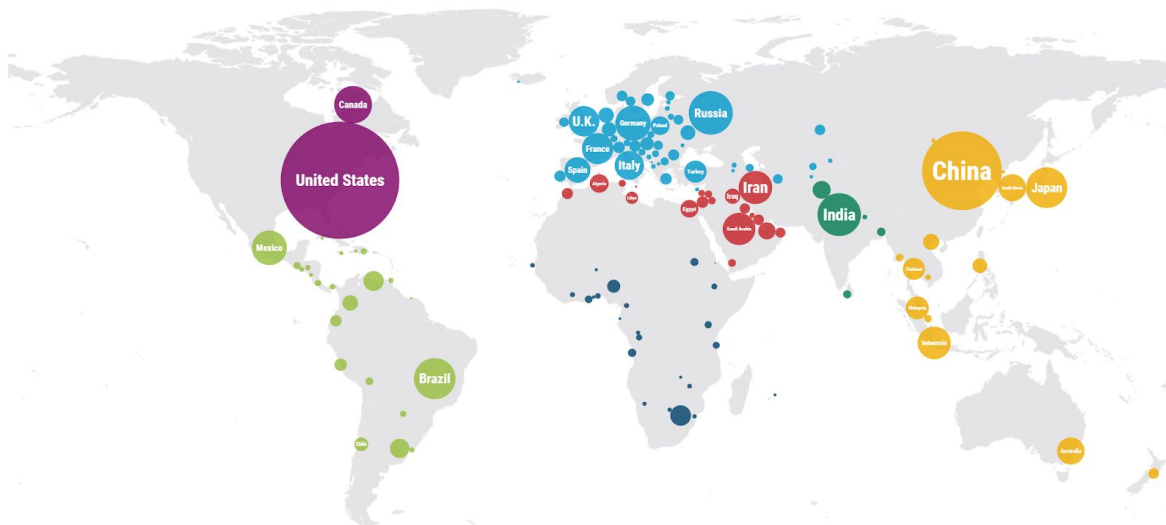 Canada
United States
Mexico
Brazil
Chile
U.K.
Germany
Poland
Russia
France
Spain
Italy
Turkey
Algeria
Libya
Egypt
Iraq
Iran
Saudi Arabia
India
China
South Korea
Japan
Thailand
Malaysia
Indonesia
Australia